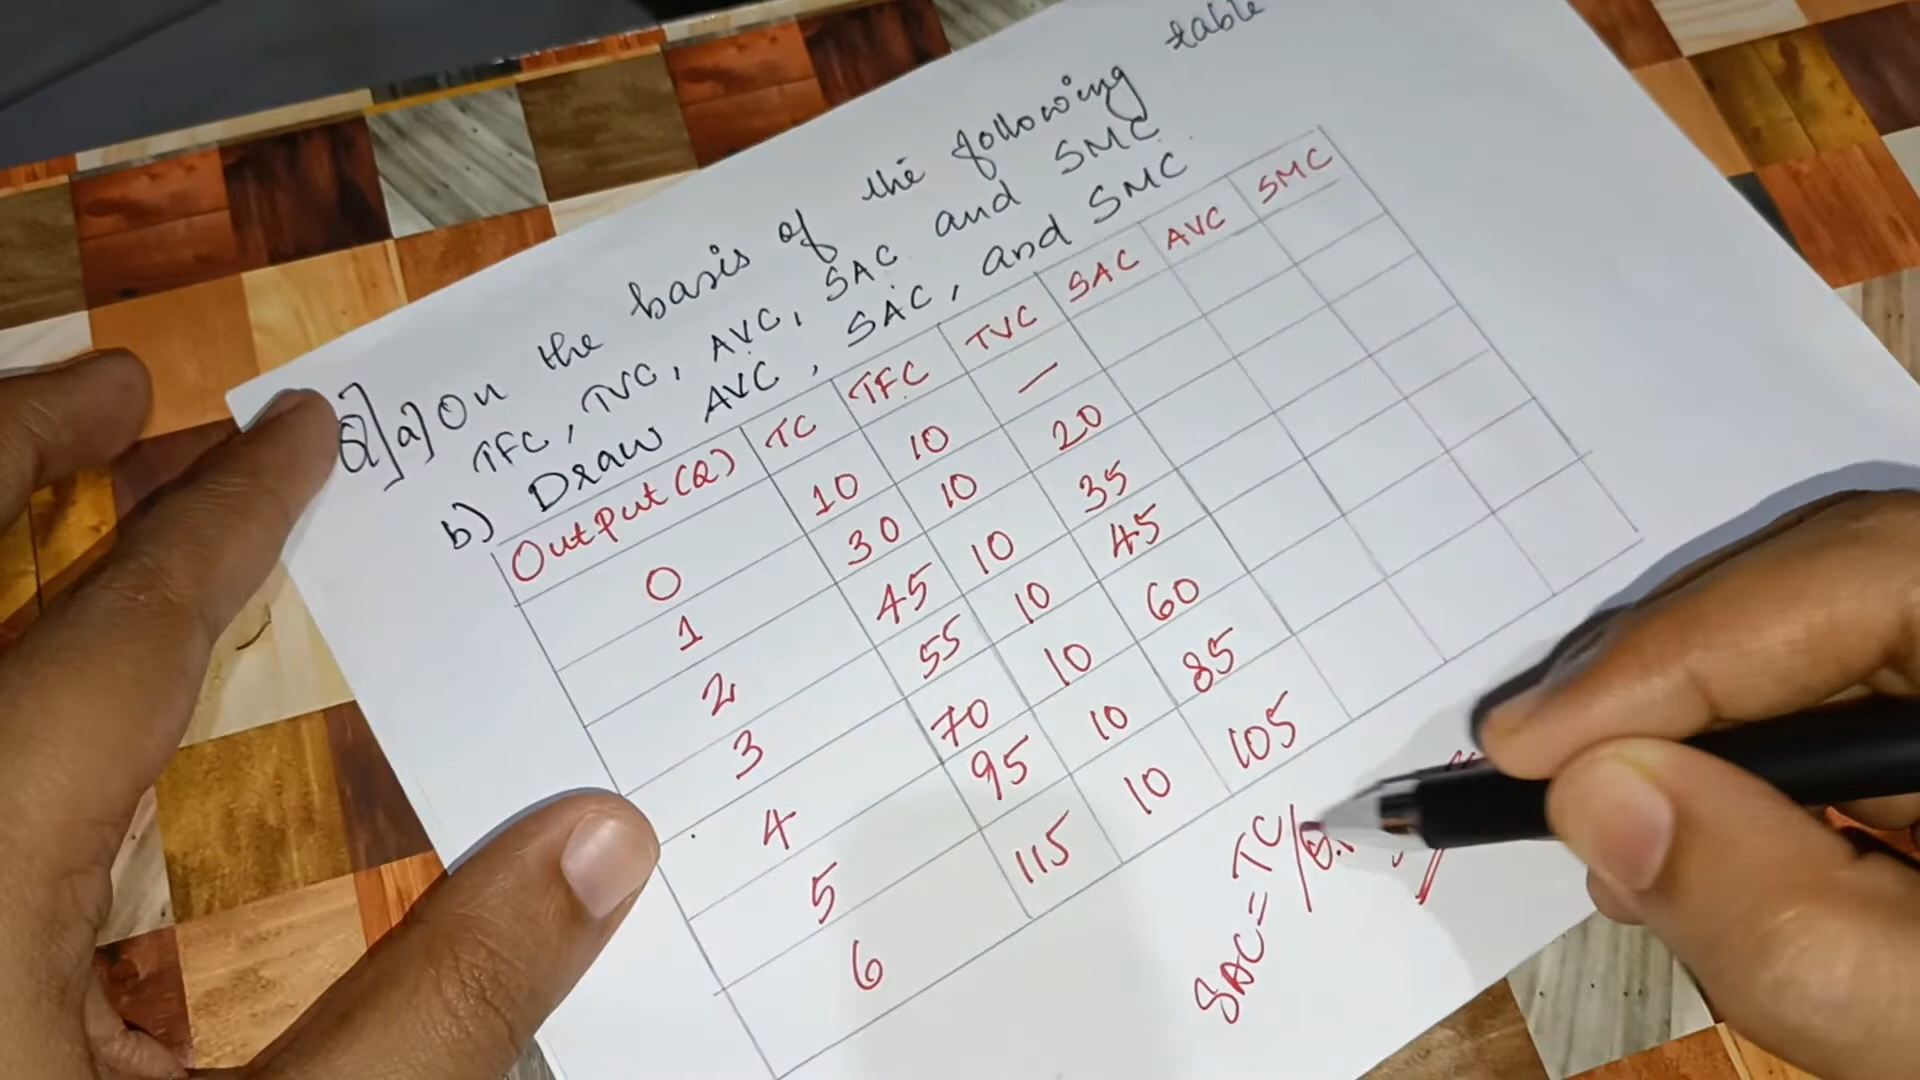 Q] a] On the basis of the following table
TFC, TVC, AVC, SAC and SMC.
b) Draw AVC, SAC, and SMC
Output (Q) TC TFC TVC SAC AVC SMC
0 10 10 —
1 30 10 20
2 45 10 35
3 55 10 45
4 70 10 60
5 95 10 85
6 115 10 105
SAC = TC/